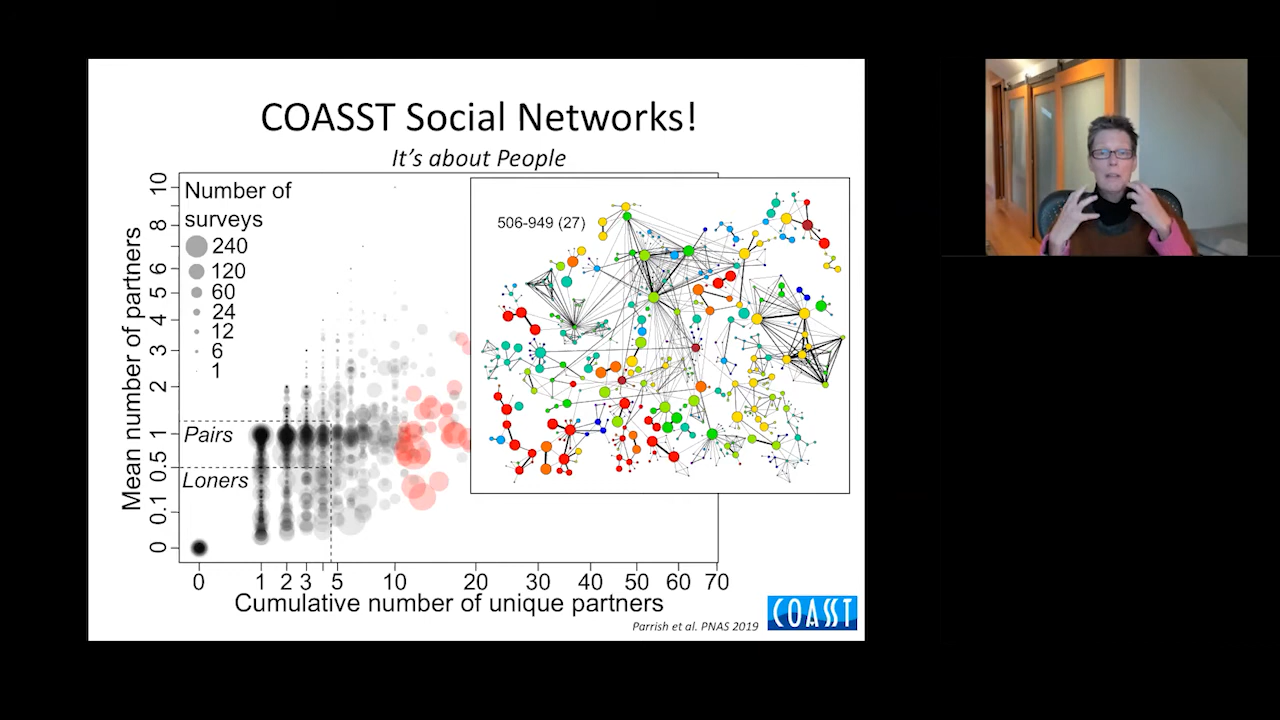 COASST Social Networks!
It's about People
Number of
surveys
240
120
60
24
12
6
1
506-949 (27)
Mean number of partners
10
6
5
4
3
2
1
0.5
0.1
0
Pairs
Loners
0 1 2 3 5 10 20 30 40 50 60 70
Cumulative number of unique partners
Parrish et al. PNAS 2019
COASST